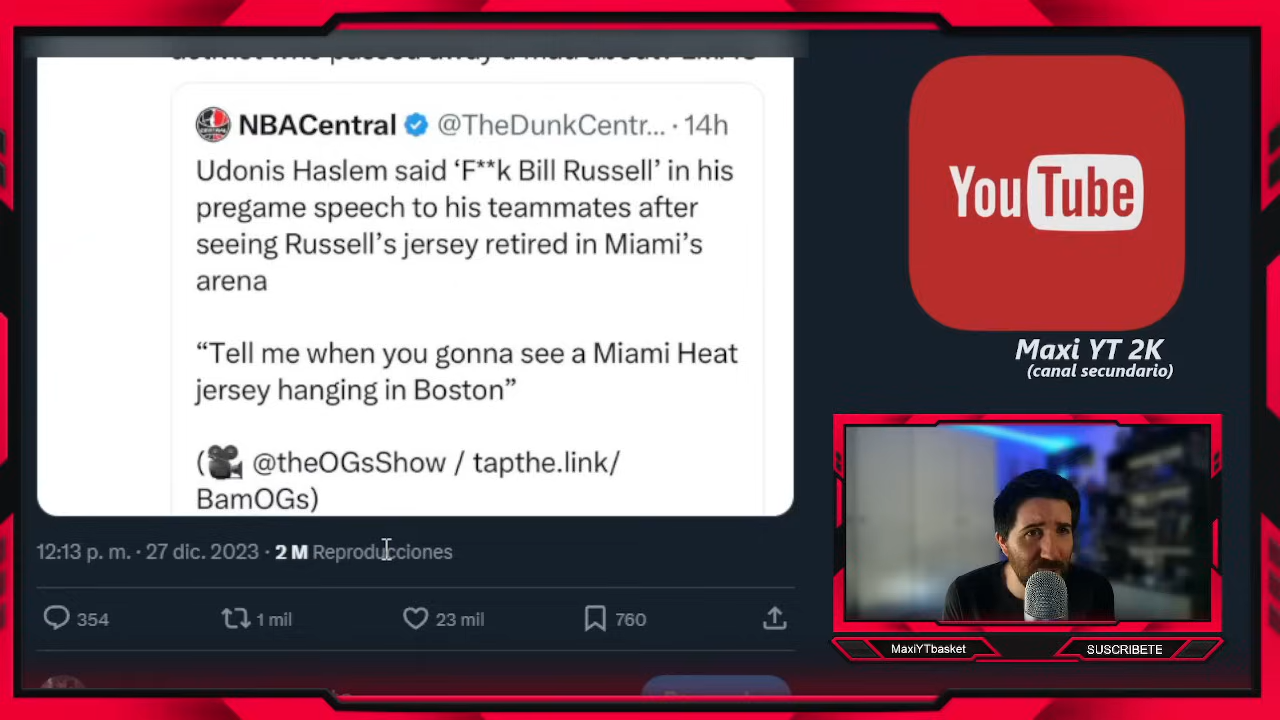 NBACentral @TheDunkCentr... · 14h
Udonis Haslem said ‘F**k Bill Russell’ in his
pregame speech to his teammates after
seeing Russell’s jersey retired in Miami’s
arena
“Tell me when you gonna see a Miami Heat
jersey hanging in Boston”
(🎥 @theOGsShow / tapthe.link/
BamOGs)
12:13 p. m. · 27 dic. 2023 · 2 M Reproducciones
354 1 mil 23 mil 760
YouTube
Maxi YT 2K
(canal secundario)
MaxiYTbasket
SUSCRIBETE